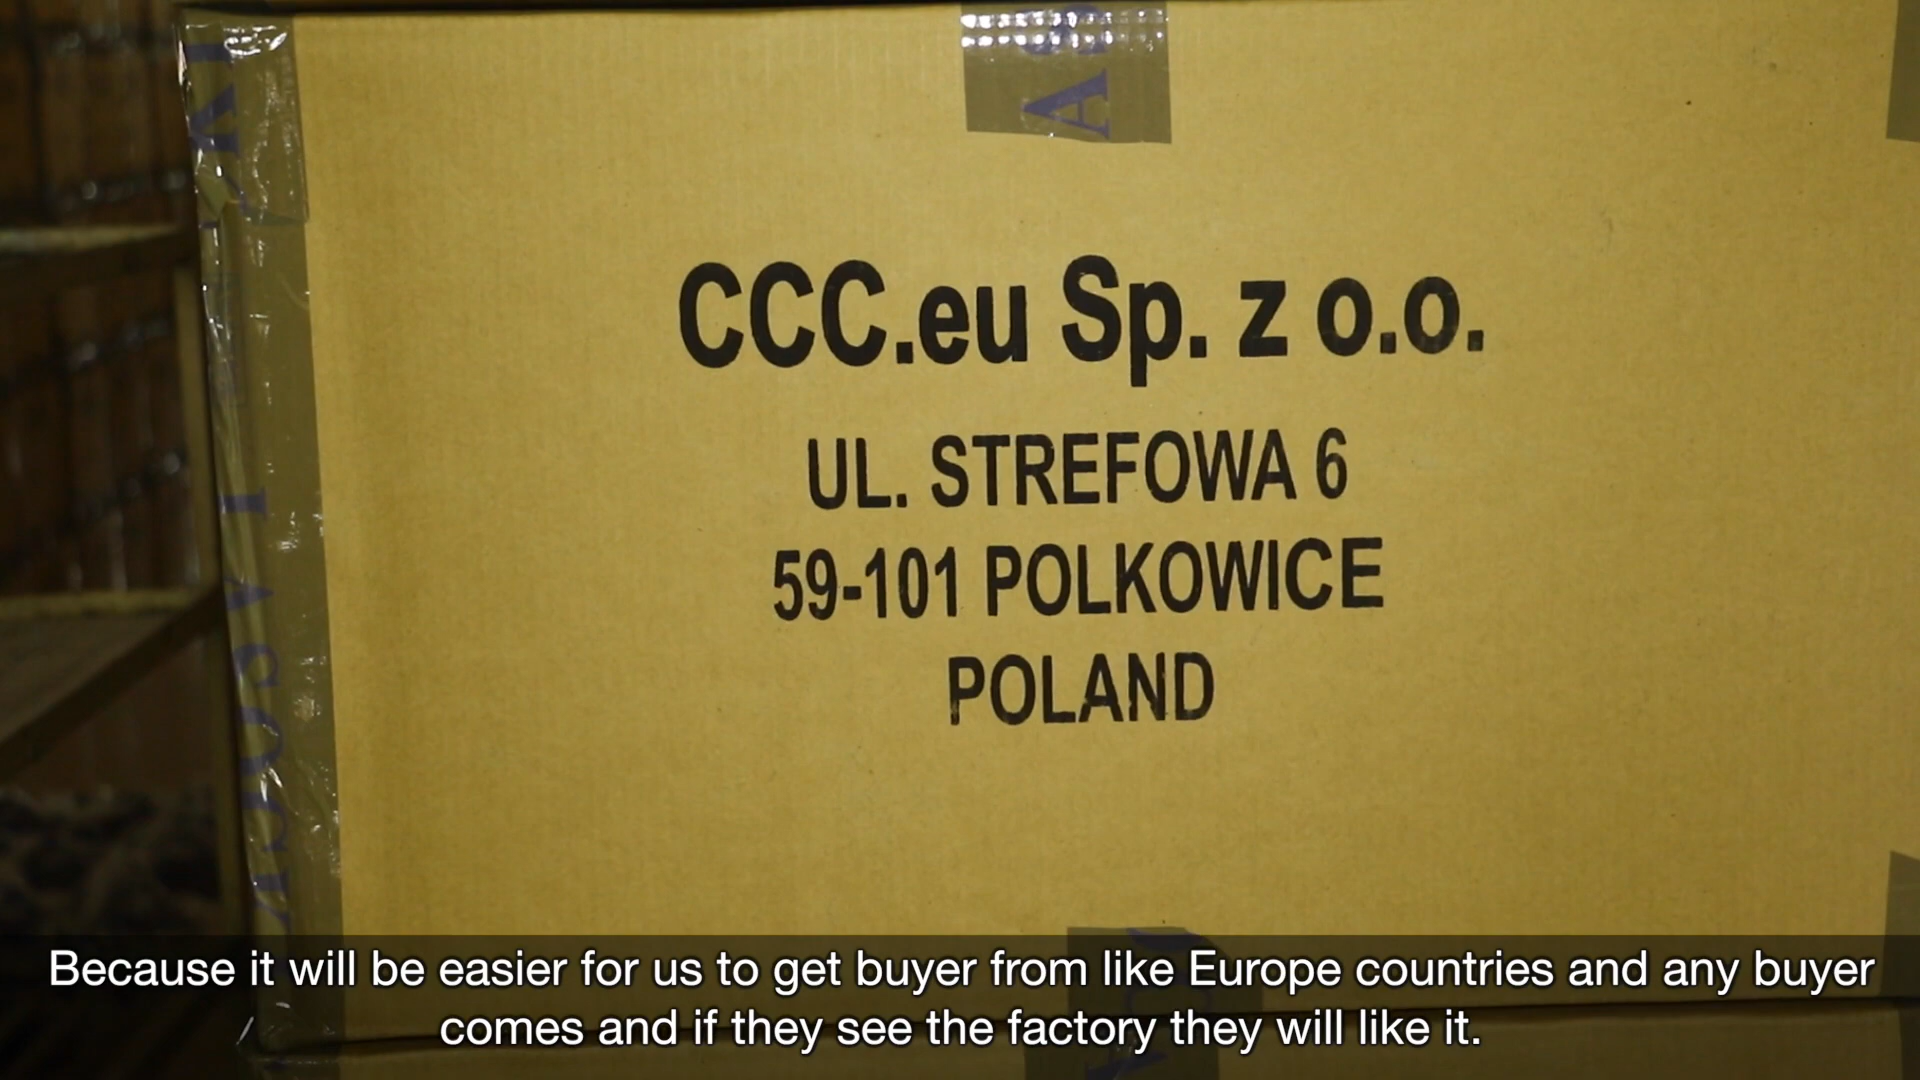 CCC.eu Sp. z o.o.
UL. STREFOWA 6
59-101 POLKOWICE
POLAND
Because it will be easier for us to get buyer from like Europe countries and any buyer
comes and if they see the factory they will like it.